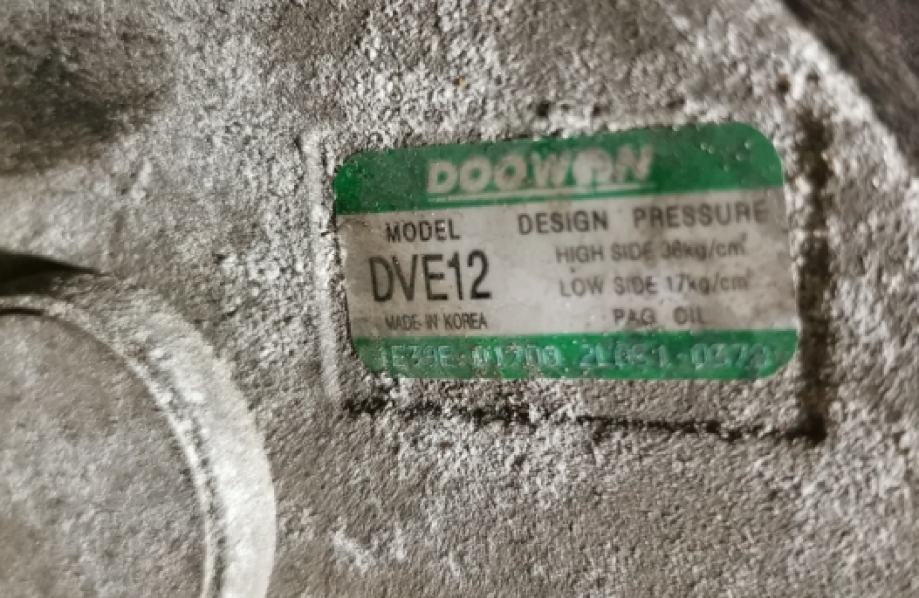 DOOWON
MODEL
DVE12
MADE IN KOREA
DESIGN PRESSURE
HIGH SIDE 36kg/cm²
LOW SIDE 17kg/cm²
PAG OIL